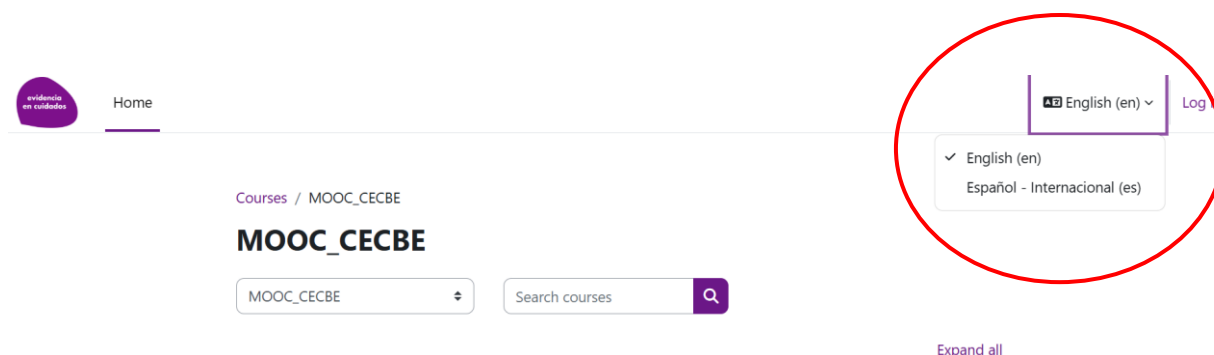 evidencia
en cuidados
Home
English (en)
Log
English (en)
Español - Internacional (es)
Courses / MOOC_CECBE
MOOC_CECBE
MOOC_CECBE
Search courses
Expand all